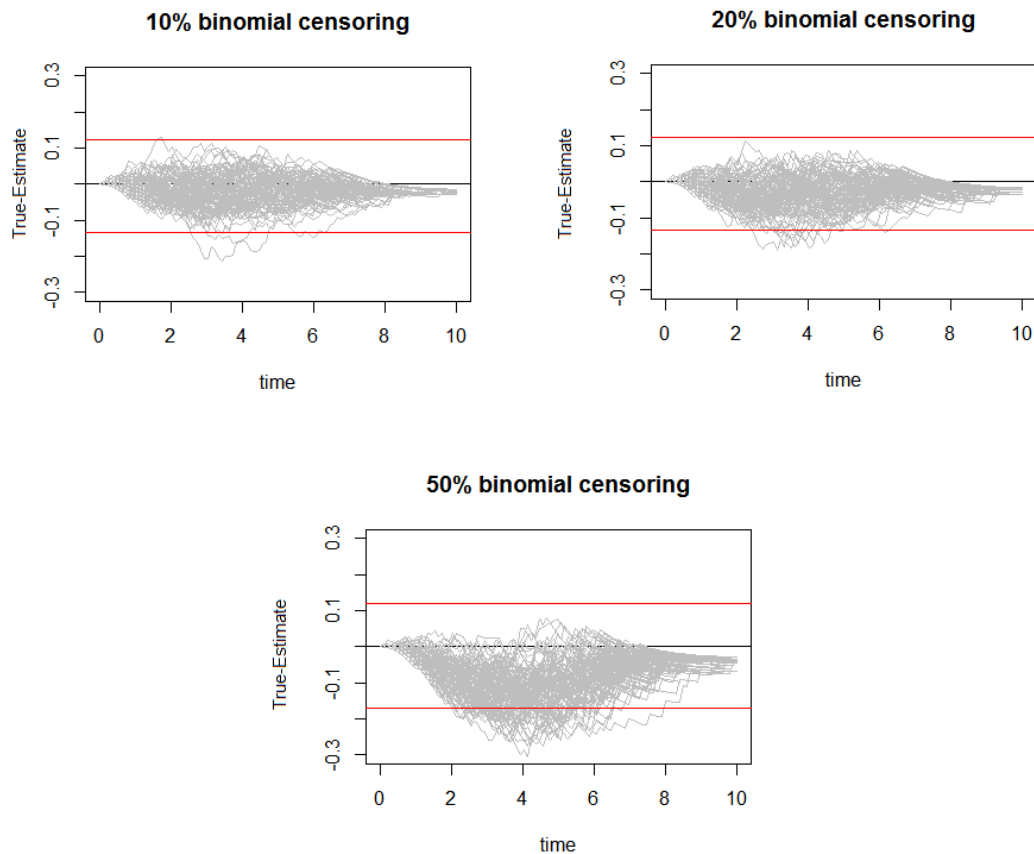 10% binomial censoring
20% binomial censoring
True-Estimate
0.3
0.1
-0.1
-0.3
0 2 4 6 8 10
time
True-Estimate
0.3
0.1
-0.1
-0.3
0 2 4 6 8 10
time
50% binomial censoring
True-Estimate
0.3
0.1
-0.1
-0.3
0 2 4 6 8 10
time